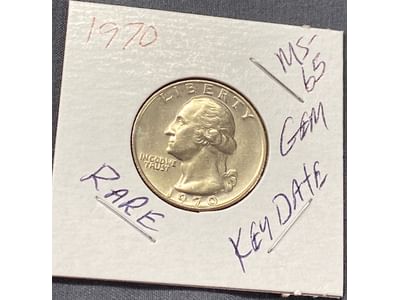 1970
MS-
65
GEM
KEY DATE
RARE
LIBERTY
IN GOD WE
TRUST
1970